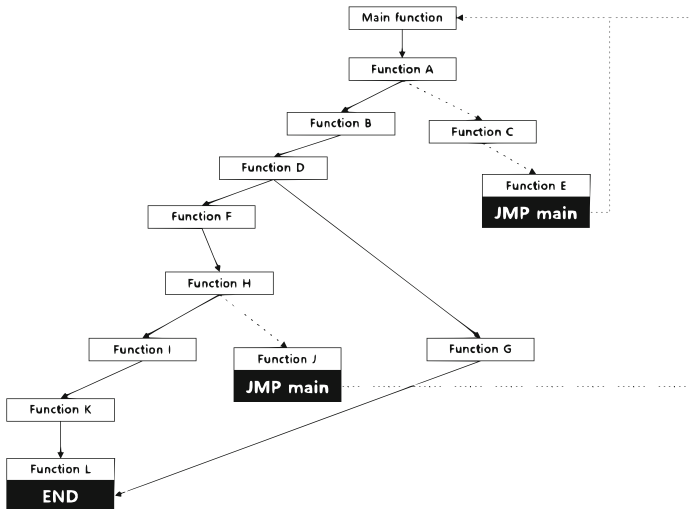 Main function
Function A
Function B
Function C
Function D
Function E
JMP main
Function F
Function H
Function I
Function J
JMP main
Function G
Function K
Function L
END